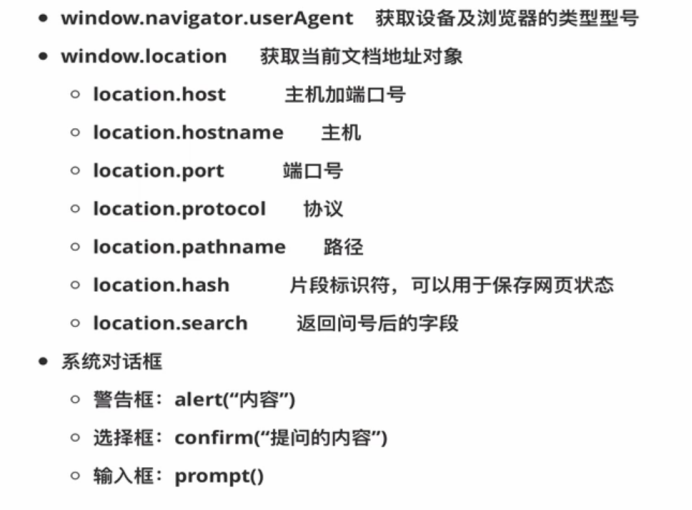 window.navigator.userAgent 获取设备及浏览器的类型型号
window.location 获取当前文档地址对象
location.host 主机加端口号
location.hostname 主机
location.port 端口号
location.protocol 协议
location.pathname 路径
location.hash 片段标识符，可以用于保存网页状态
location.search 返回问号后的字段
系统对话框
警告框：alert(“内容”)
选择框：confirm(“提问的内容”)
输入框：prompt()